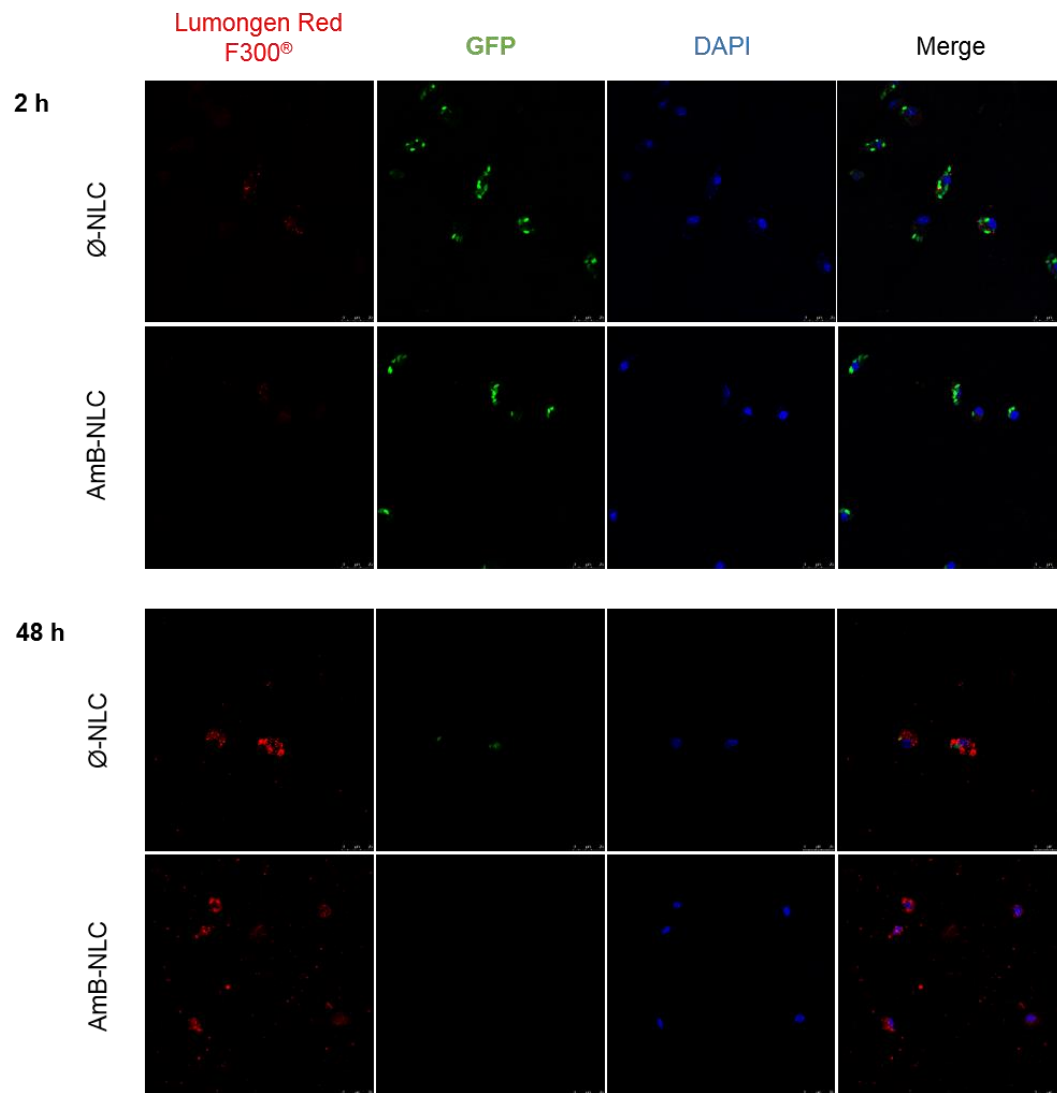 Lumongen Red
F300®
GFP
DAPI
Merge
2 h
Ø-NLC
AmB-NLC
48 h
Ø-NLC
AmB-NLC